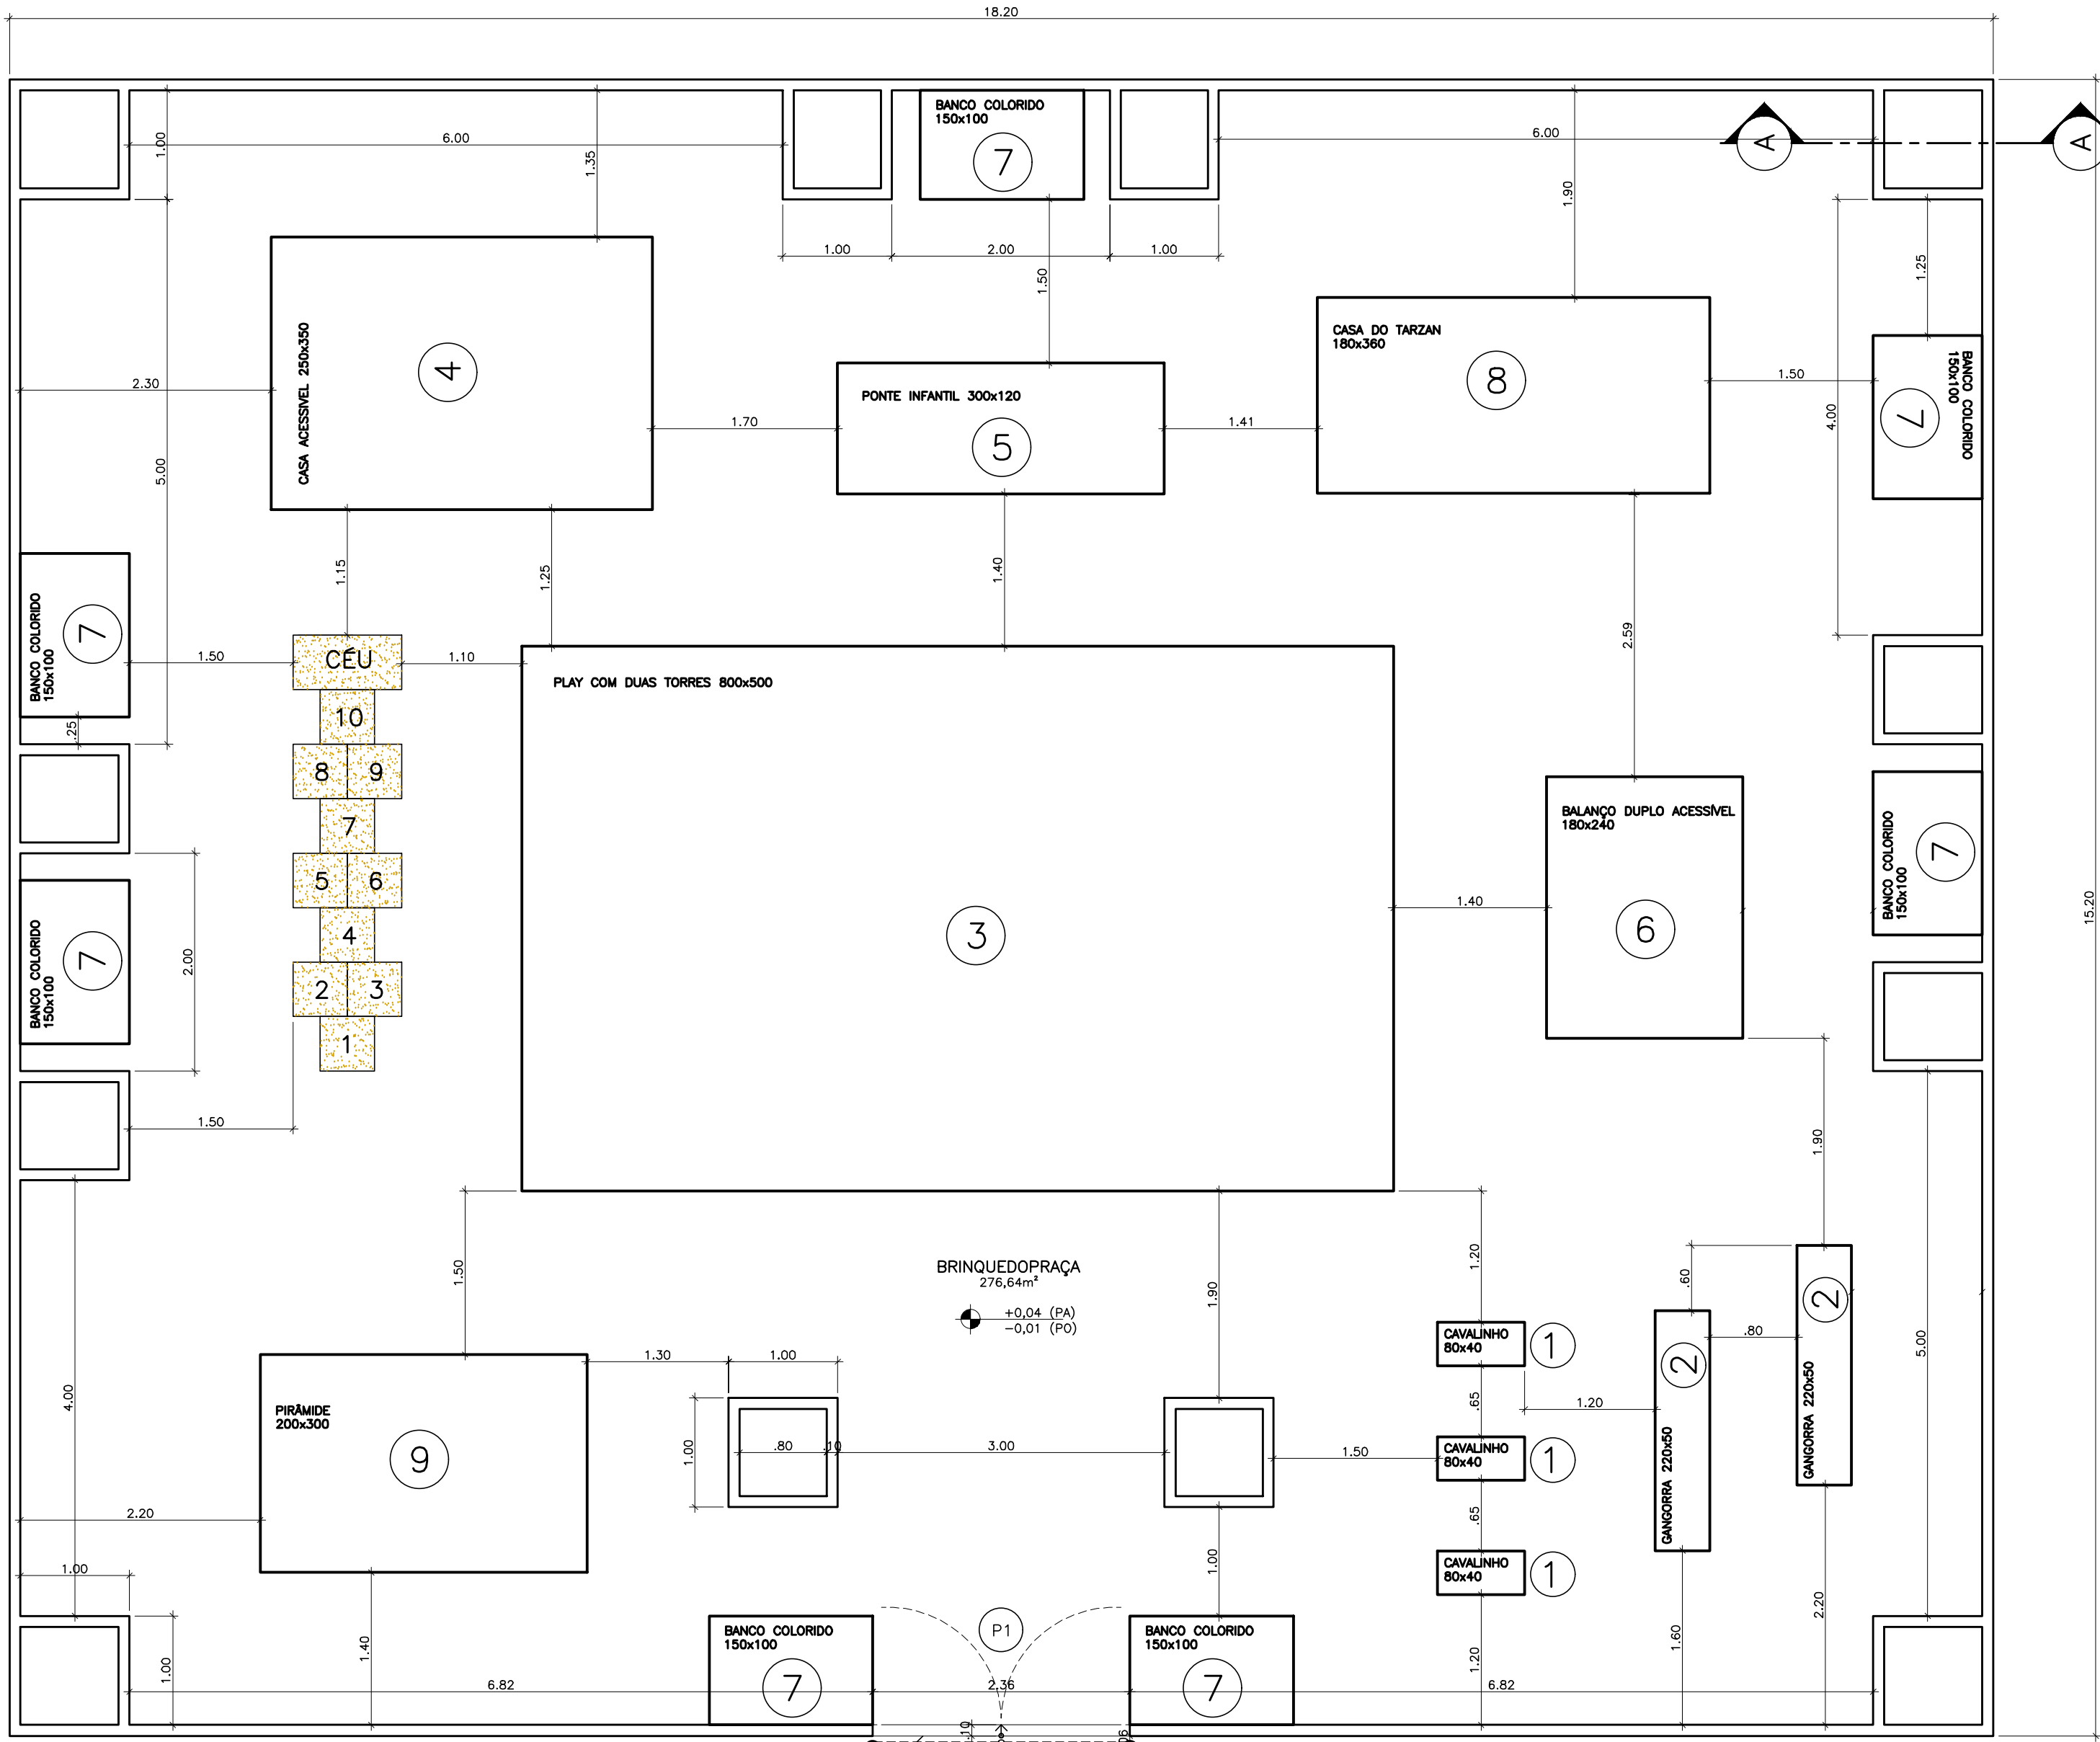 18.20
6.00
1.00
1.35
BANCO COLORIDO
150x100
7
6.00
A
A
1.90
1.00
2.00
1.00
1.50
1.25
CASA ACESSIVEL 250x350
4
2.30
5.00
1.70
PONTE INFANTIL 300x120
5
1.41
CASA DO TARZAN
180x360
8
1.50
4.00
BANCO COLORIDO
150x100
7
1.15
1.25
1.40
2.59
BANCO COLORIDO
150x100
7
.25
1.50
CÉU
1.10
10
8 9
7
5 6
4
2 3
1
PLAY COM DUAS TORRES 800x500
3
1.40
BALANÇO DUPLO ACESSÍVEL
180x240
6
BANCO COLORIDO
150x100
7
15.20
BANCO COLORIDO
150x100
7
2.00
1.50
1.90
1.50
BRINQUEDOPRAÇA
276,64m²
+0,04 (PA)
-0,01 (PO)
1.90
1.20
.60
CAVALINHO
80x40
1
.65
CAVALINHO
80x40
1
.65
CAVALINHO
80x40
1
1.20
1.20
GANGORRA 220x50
2
.80
GANGORRA 220x50
2
5.00
4.00
PIRÂMIDE
200x300
9
1.30
1.00
1.00
.80
.10
3.00
1.50
2.20
1.00
1.00
1.40
1.00
1.60
2.20
BANCO COLORIDO
150x100
7
P1
BANCO COLORIDO
150x100
7
6.82
2.36
6.82
.10